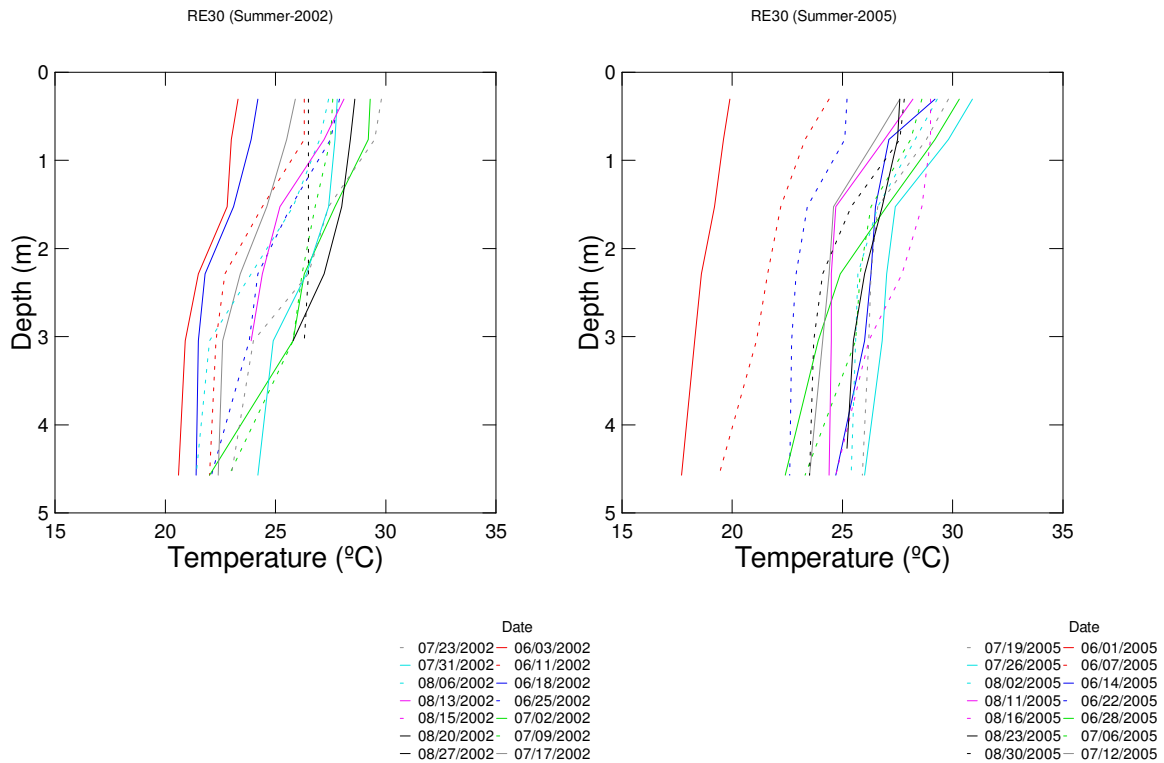 RE30 (Summer-2002)
0
1
2
3
4
5
Depth (m)
15 20 25 30 35
Temperature (ºC)
Date
07/23/2002 06/03/2002
07/31/2002 06/11/2002
08/06/2002 06/18/2002
08/13/2002 06/25/2002
08/15/2002 07/02/2002
08/20/2002 07/09/2002
08/27/2002 07/17/2002
RE30 (Summer-2005)
0
1
2
3
4
5
Depth (m)
15 20 25 30 35
Temperature (ºC)
Date
07/19/2005 06/01/2005
07/26/2005 06/07/2005
08/02/2005 06/14/2005
08/11/2005 06/22/2005
08/16/2005 06/28/2005
08/23/2005 07/06/2005
08/30/2005 07/12/2005